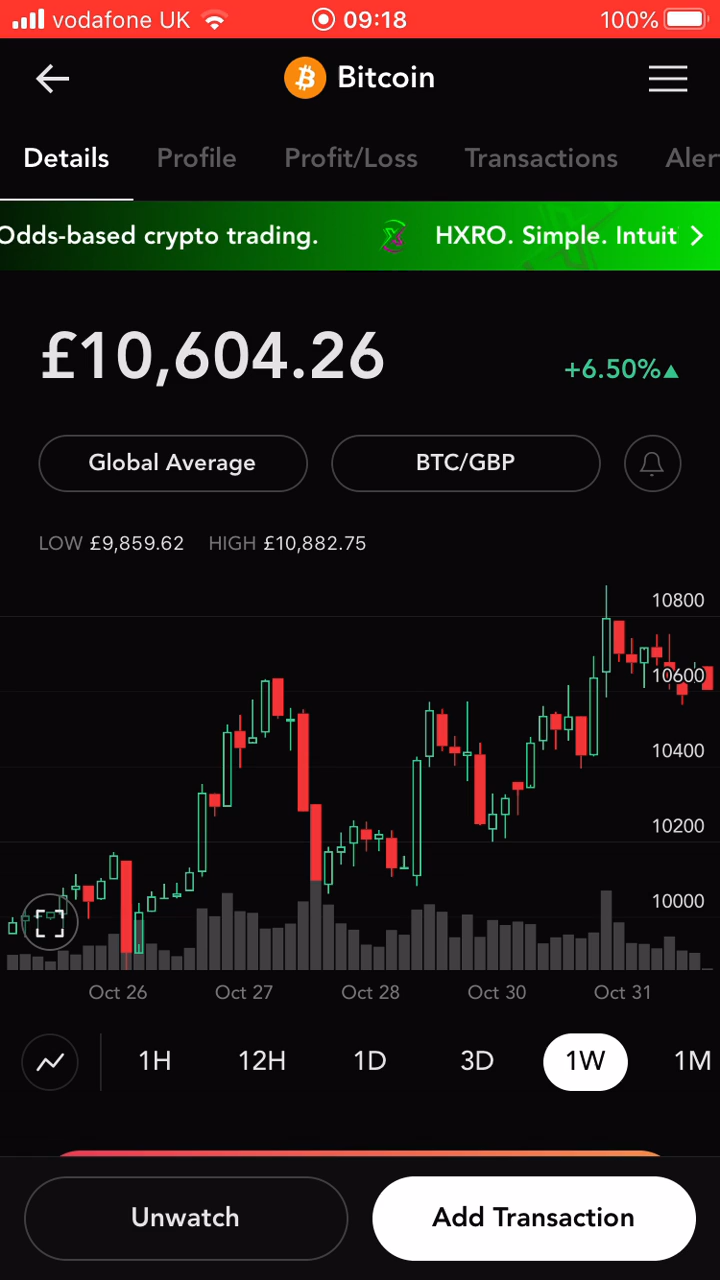 vodafone UK 09:18 100%
Bitcoin
Details Profile Profit/Loss Transactions Aler
Odds-based crypto trading. HXRO. Simple. Intuit
£10,604.26 +6.50%▲
Global Average BTC/GBP
LOW £9,859.62 HIGH £10,882.75
10800
10600
10400
10200
10000
Oct 26 Oct 27 Oct 28 Oct 30 Oct 31
1H 12H 1D 3D 1W 1M
Unwatch Add Transaction